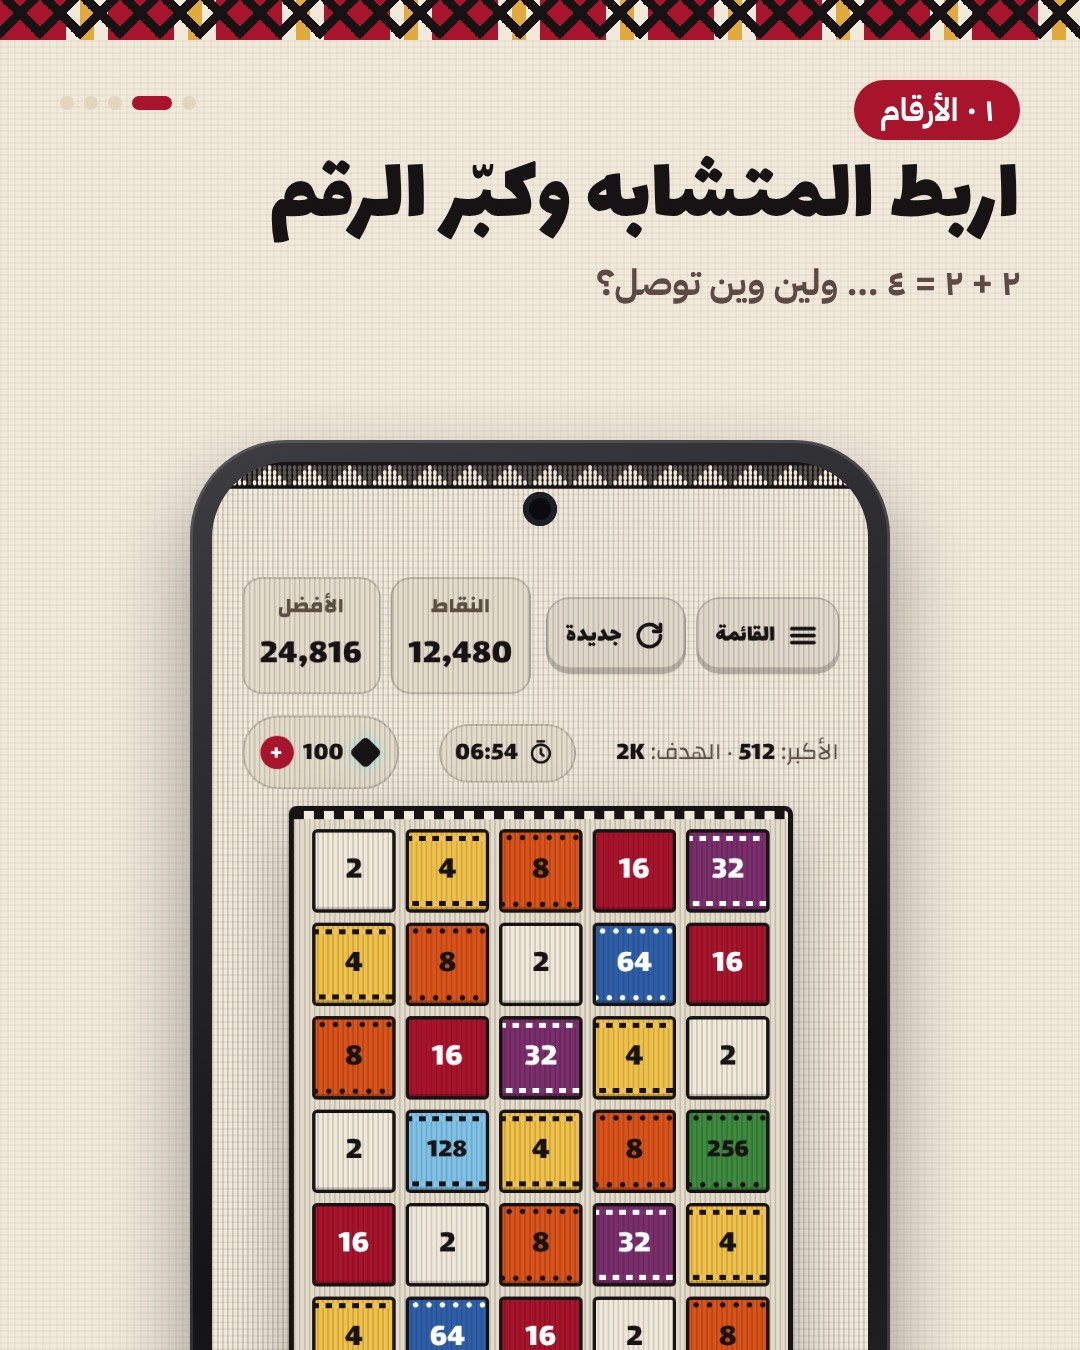 ١ · الأرقام
اربط المتشابه وكبّر الرقم
٢ + ٢ = ٤ ... ولين وين توصل؟
القائمة
جديدة
النقاط
12,480
الأفضل
24,816
الأكبر: 512 · الهدف: 2K
06:54
100 +
2 4 8 16 32
4 8 2 64 16
8 16 32 4 2
2 128 4 8 256
16 2 8 32 4
4 64 16 2 8